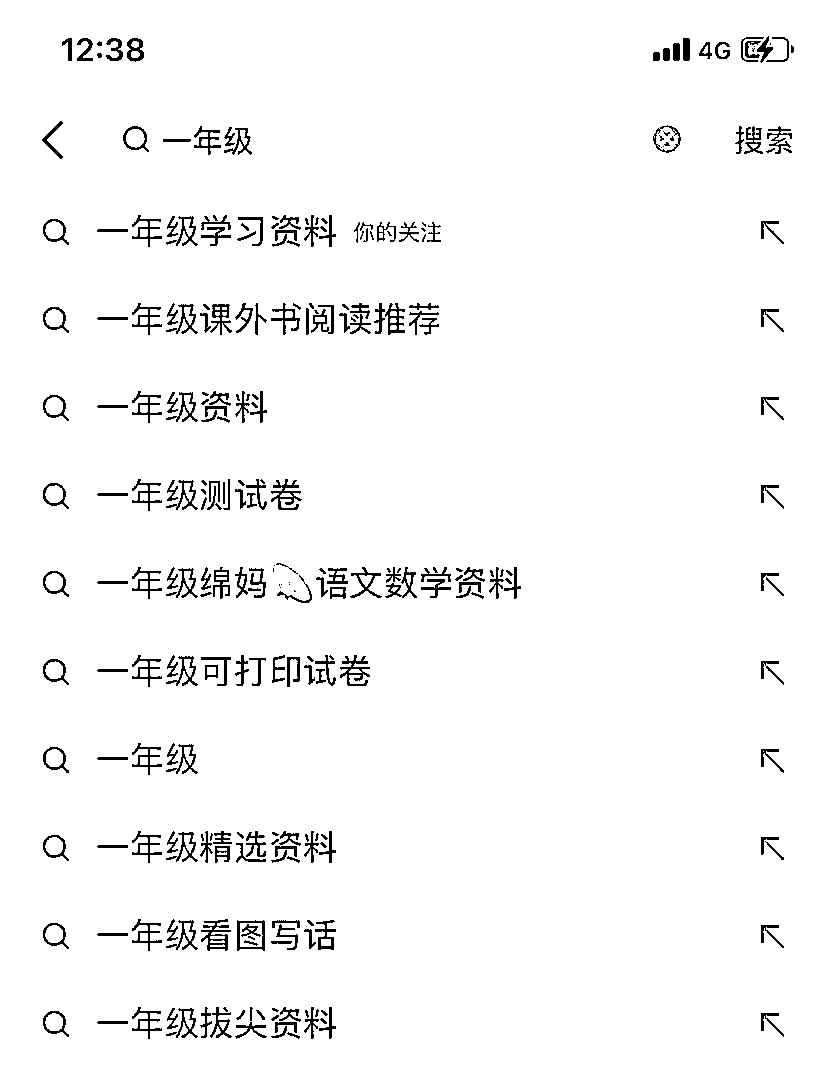 12:38 4G
一年级 搜索
一年级学习资料 你的关注
一年级课外书阅读推荐
一年级资料
一年级测试卷
一年级绵妈 语文数学资料
一年级可打印试卷
一年级
一年级精选资料
一年级看图写话
一年级拔尖资料